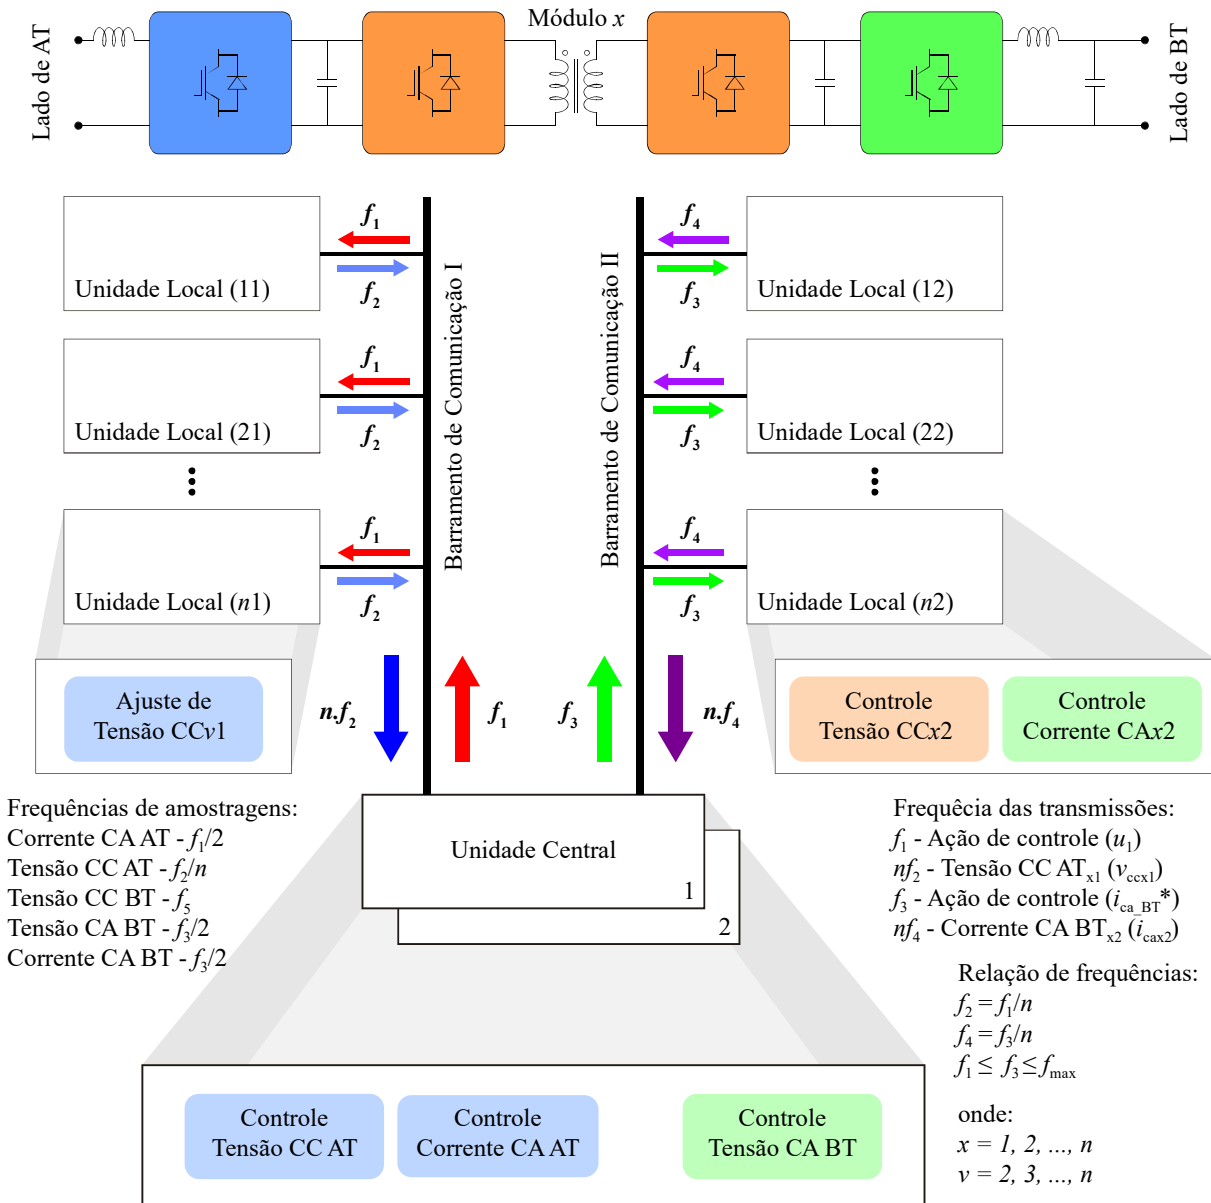 Módulo x
Lado de AT
Lado de BT
f1
f2
Unidade Local (11)
f4
f3
Unidade Local (12)
f1
f2
Unidade Local (21)
f4
f3
Unidade Local (22)
f1
f2
Unidade Local (n1)
f4
f3
Unidade Local (n2)
Barramento de Comunicação I
Barramento de Comunicação II
Ajuste de
Tensão CCv1
n.f2
f1
f3
n.f4
Controle
Tensão CCx2
Controle
Corrente CAx2
Unidade Central
1
2
Frequências de amostragens:
Corrente CA AT - f1/2
Tensão CC AT - f2/n
Tensão CC BT - f5
Tensão CA BT - f3/2
Corrente CA BT - f3/2
Frequêcia das transmissões:
f1 - Ação de controle (u1)
nf2 - Tensão CC ATx1 (vccx1)
f3 - Ação de controle (ica_BT*)
nf4 - Corrente CA BTx2 (icax2)
Relação de frequências:
f2 = f1/n
f4 = f3/n
f1 ≤ f3 ≤ fmax
onde:
x = 1, 2, ..., n
v = 2, 3, ..., n
Controle
Tensão CC AT
Controle
Corrente CA AT
Controle
Tensão CA BT